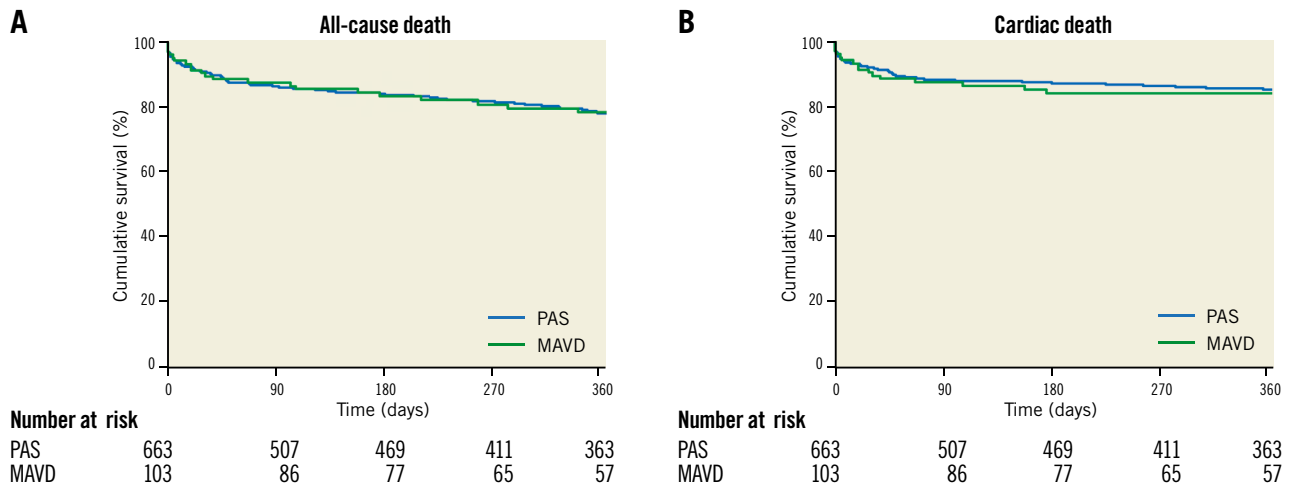 A
All-cause death
Cumulative survival (%)
100
80
60
40
20
0
PAS
MAVD
0 90 180 270 360
Time (days)
Number at risk
PAS 663 507 469 411 363
MAVD 103 86 77 65 57
B
Cardiac death
Cumulative survival (%)
100
80
60
40
20
0
PAS
MAVD
0 90 180 270 360
Time (days)
Number at risk
PAS 663 507 469 411 363
MAVD 103 86 77 65 57